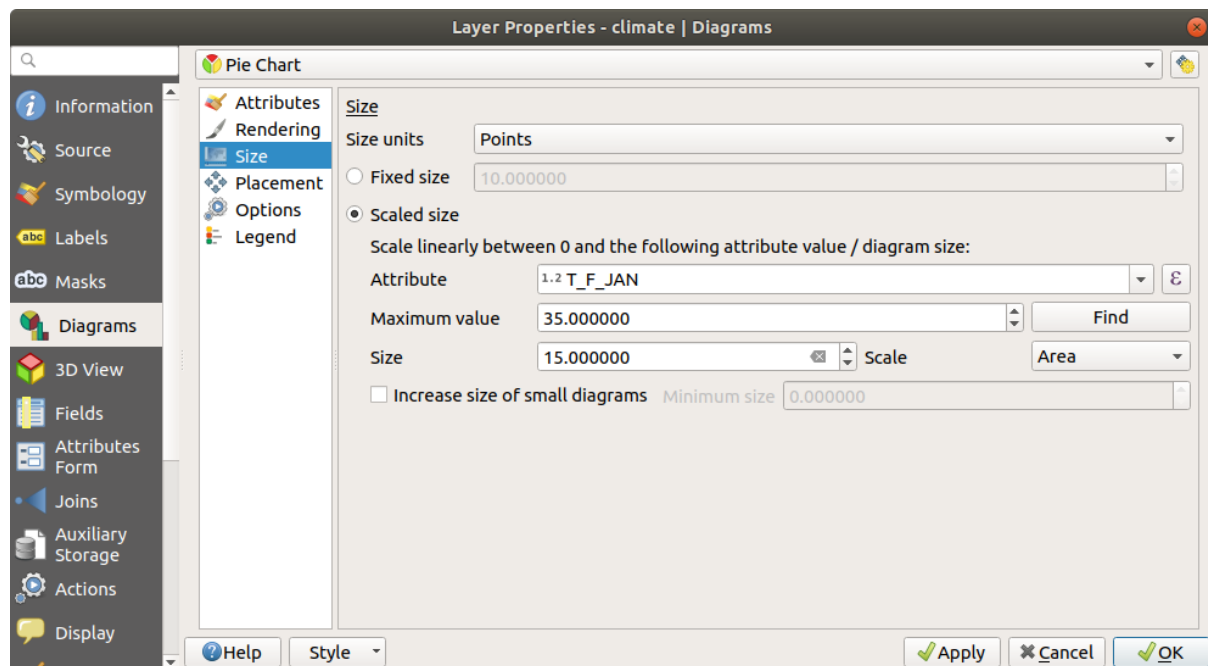 Layer Properties - climate | Diagrams
Pie Chart
Information
Source
Symbology
abc Labels
abc Masks
Diagrams
3D View
Fields
Attributes
Form
Joins
Auxiliary
Storage
Actions
Display
Attributes
Rendering
Size
Placement
Options
Legend
Size
Size units Points
Fixed size 10.000000
Scaled size
Scale linearly between 0 and the following attribute value / diagram size:
Attribute 1.2 T_F_JAN ε
Maximum value 35.000000 Find
Size 15.000000 Scale Area
Increase size of small diagrams Minimum size 0.000000
Help Style Apply Cancel OK